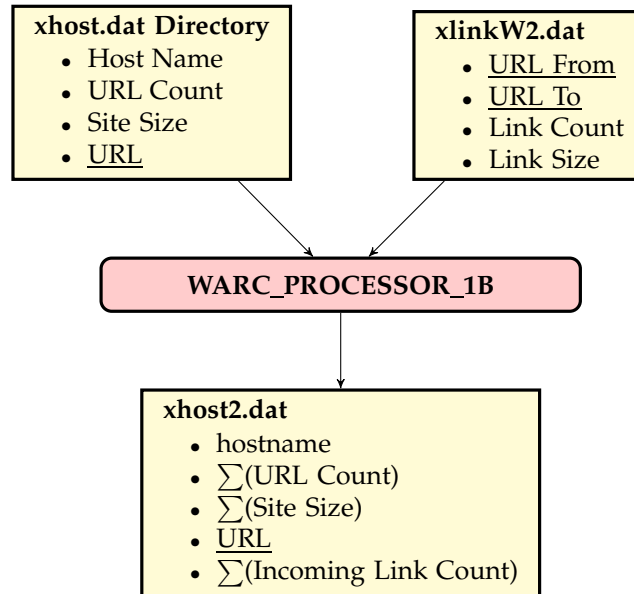 xhost.dat Directory
• Host Name
• URL Count
• Site Size
• URL
xlinkW2.dat
• URL From
• URL To
• Link Count
• Link Size
WARC_PROCESSOR_1B
xhost2.dat
• hostname
• ∑(URL Count)
• ∑(Site Size)
• URL
• ∑(Incoming Link Count)